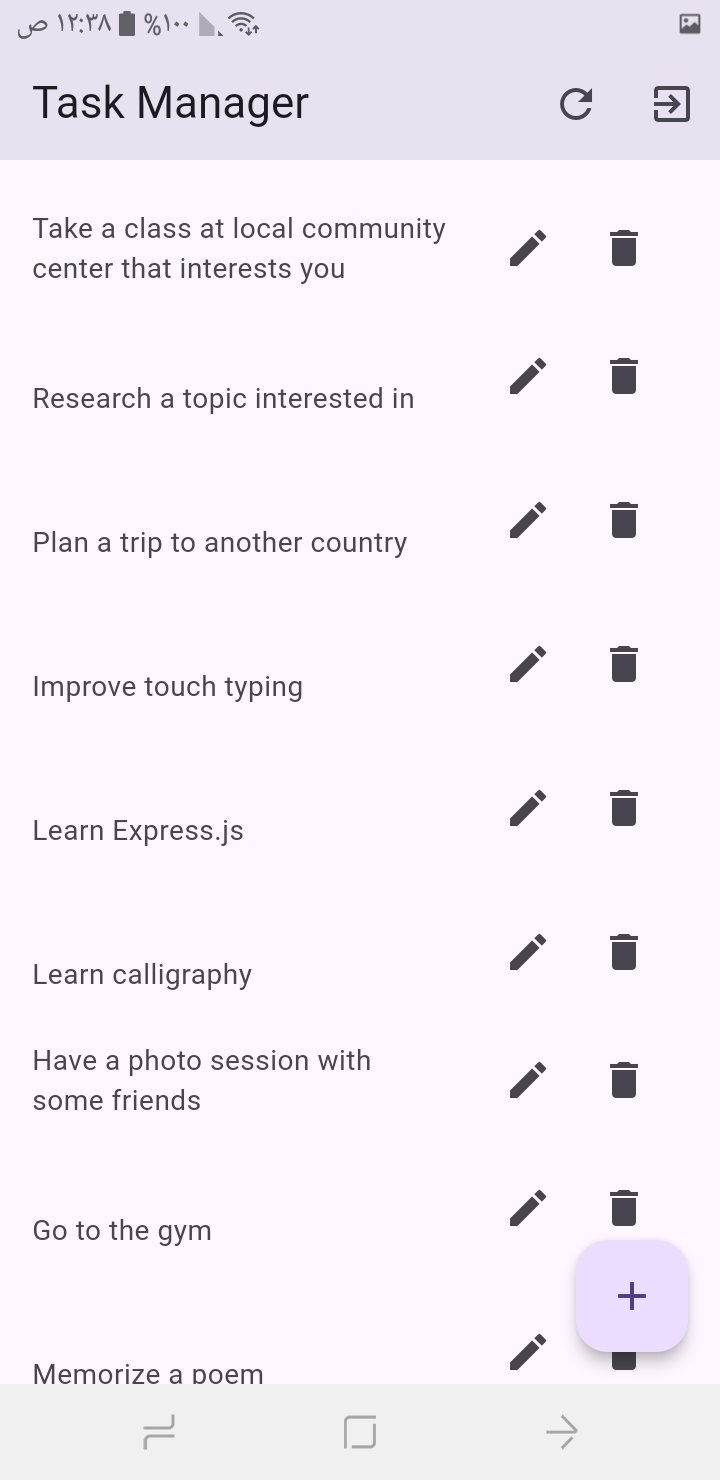 ص ١٢:٣٨ %١٠٠
Task Manager
Take a class at local community
center that interests you
Research a topic interested in
Plan a trip to another country
Improve touch typing
Learn Express.js
Learn calligraphy
Have a photo session with
some friends
Go to the gym
Memorize a poem